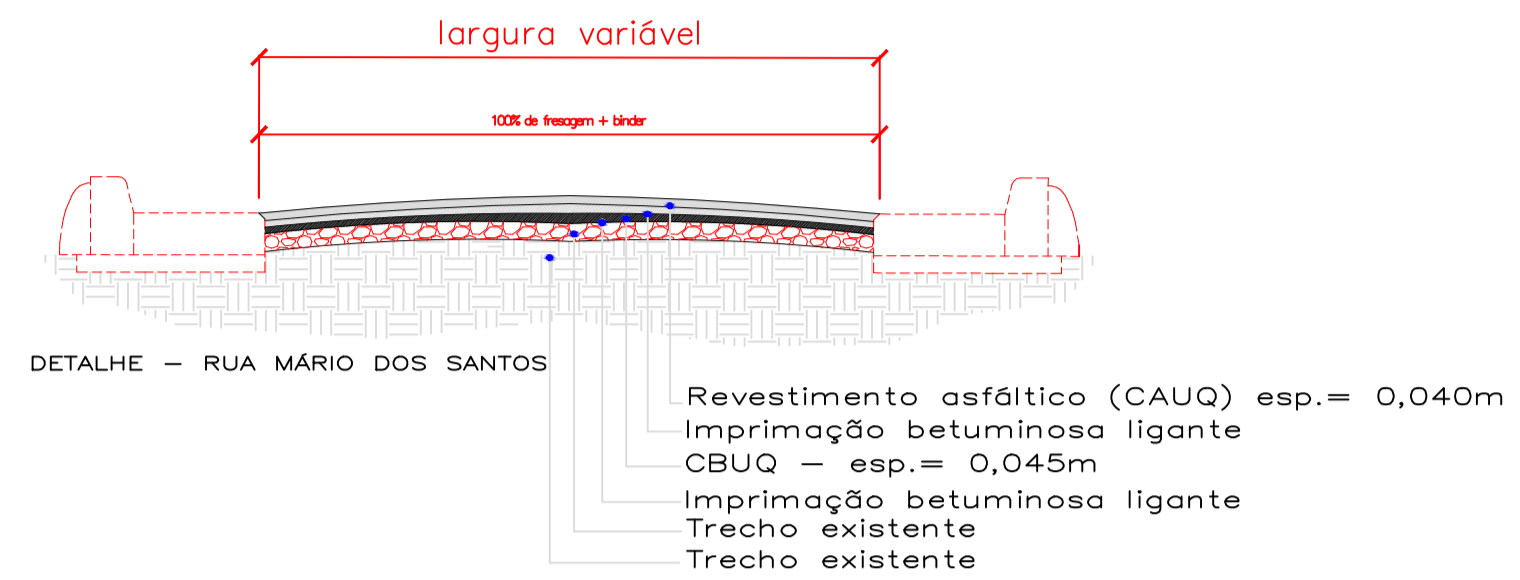 largura variável
100% de fresagem + binder
DETALHE – RUA MÁRIO DOS SANTOS
Revestimento asfáltico (CAUQ) esp.= 0,040m
Imprimação betuminosa ligante
CBUQ – esp.= 0,045m
Imprimação betuminosa ligante
Trecho existente
Trecho existente